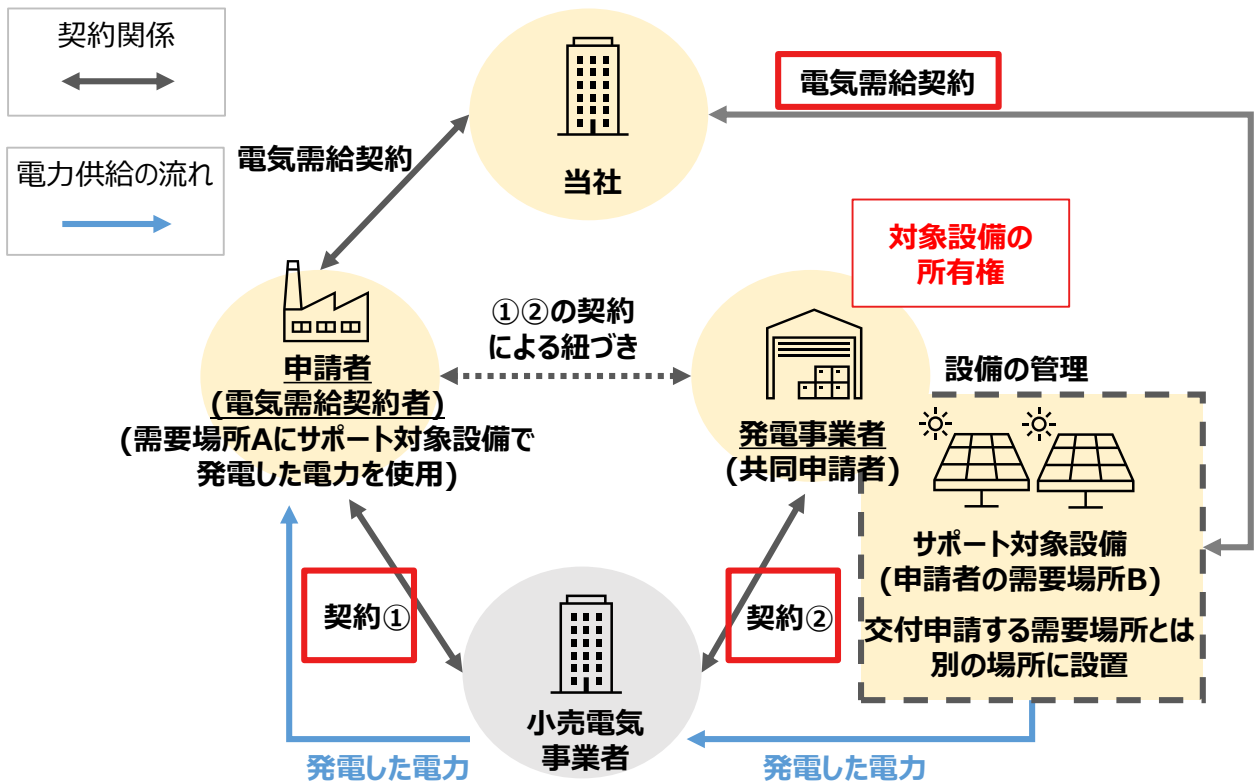 契約関係
電力供給の流れ
電気需給契約
当社
電気需給契約
対象設備の
所有権
①②の契約
による紐づき
申請者
(電気需給契約者)
(需要場所Aにサポート対象設備で
発電した電力を使用)
発電事業者
(共同申請者)
設備の管理
サポート対象設備
(申請者の需要場所B)
交付申請する需要場所とは
別の場所に設置
契約①
契約②
小売電気
事業者
発電した電力
発電した電力